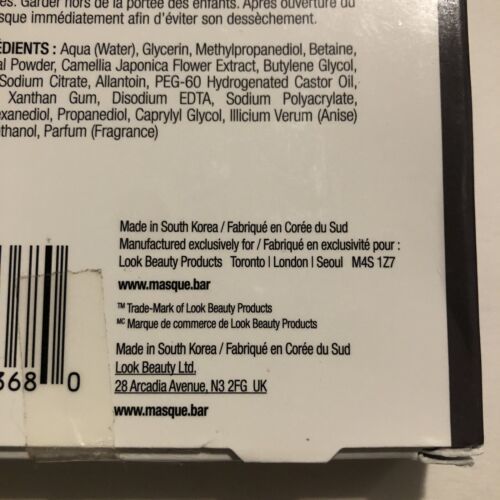 es. Garder hors de la portée des enfants. Après ouverture du
sque immédiatement afin d'éviter son dessèchement.
ÉDIENTS : Aqua (Water), Glycerin, Methylpropanediol, Betaine,
al Powder, Camellia Japonica Flower Extract, Butylene Glycol,
Sodium Citrate, Allantoin, PEG-60 Hydrogenated Castor Oil,
Xanthan Gum, Disodium EDTA, Sodium Polyacrylate,
exanediol, Propanediol, Caprylyl Glycol, Illicium Verum (Anise)
ethanol, Parfum (Fragrance)
Made in South Korea / Fabriqué en Corée du Sud
Manufactured exclusively for / Fabriqué en exclusivité pour :
Look Beauty Products Toronto | London | Seoul M4S 1Z7
www.masque.bar
™ Trade-Mark of Look Beauty Products
MC Marque de commerce de Look Beauty Products
Made in South Korea / Fabriqué en Corée du Sud
Look Beauty Ltd.
28 Arcadia Avenue, N3 2FG UK
www.masque.bar
368 0